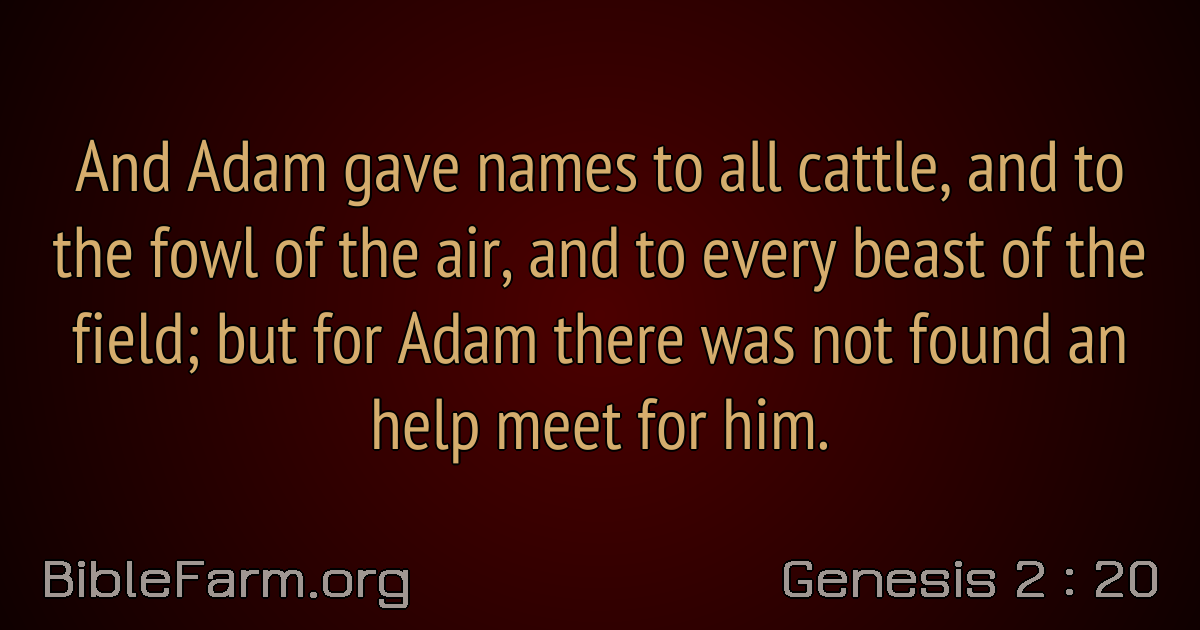 And Adam gave names to all cattle, and to
the fowl of the air, and to every beast of the
field; but for Adam there was not found an
help meet for him.
BibleFarm.org
Genesis 2 : 20